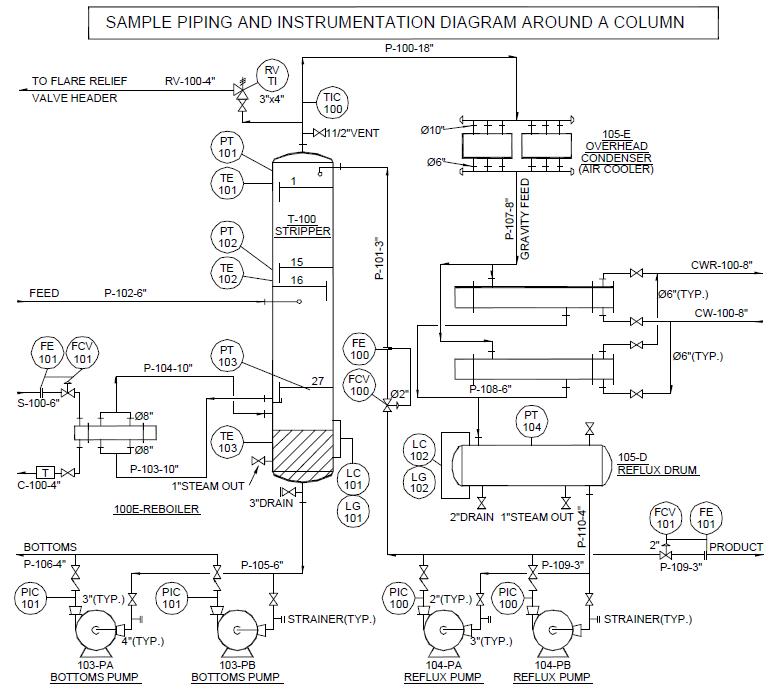 SAMPLE PIPING AND INSTRUMENTATION DIAGRAM AROUND A COLUMN
P-100-18"
TO FLARE RELIEF
VALVE HEADER
RV-100-4"
RV
TI
3"x4"
TIC
100
11/2"VENT
Ø10"
Ø6"
105-E
OVERHEAD
CONDENSER
(AIR COOLER)
PT
101
TE
101
1
T-100
STRIPPER
PT
102
TE
102
15
16
P-101-3"
P-107-8"
GRAVITY FEED
CWR-100-8"
Ø6"(TYP.)
CW-100-8"
Ø6"(TYP.)
FEED
P-102-6"
FE
101
FCV
101
S-100-6"
P-104-10"
PT
103
27
FE
100
FCV
100
Ø2"
P-108-6"
Ø8"
Ø8"
TE
103
P-103-10"
T
C-100-4"
100E-REBOILER
1"STEAM OUT
3"DRAIN
LC
101
LG
101
PT
104
LC
102
LG
102
105-D
REFLUX DRUM
2"DRAIN
1"STEAM OUT
P-110-4"
FCV
101
FE
101
2"
PRODUCT
P-109-3"
BOTTOMS
P-106-4"
P-105-6"
P-109-3"
PIC
101
3"(TYP.)
4"(TYP.)
PIC
101
STRAINER(TYP.)
PIC
100
2"(TYP.)
3"(TYP.)
PIC
100
STRAINER(TYP.)
103-PA
BOTTOMS PUMP
103-PB
BOTTOMS PUMP
104-PA
REFLUX PUMP
104-PB
REFLUX PUMP